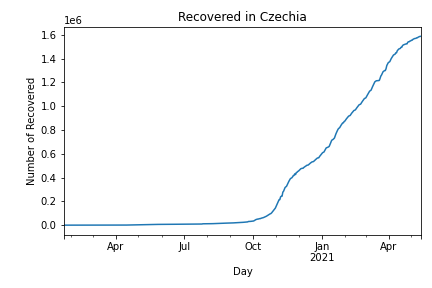 Recovered in Czechia
1e6
1.6
1.4
1.2
1.0
0.8
0.6
0.4
0.2
0.0
Number of Recovered
Apr
Jul
Oct
Jan
2021
Apr
Day